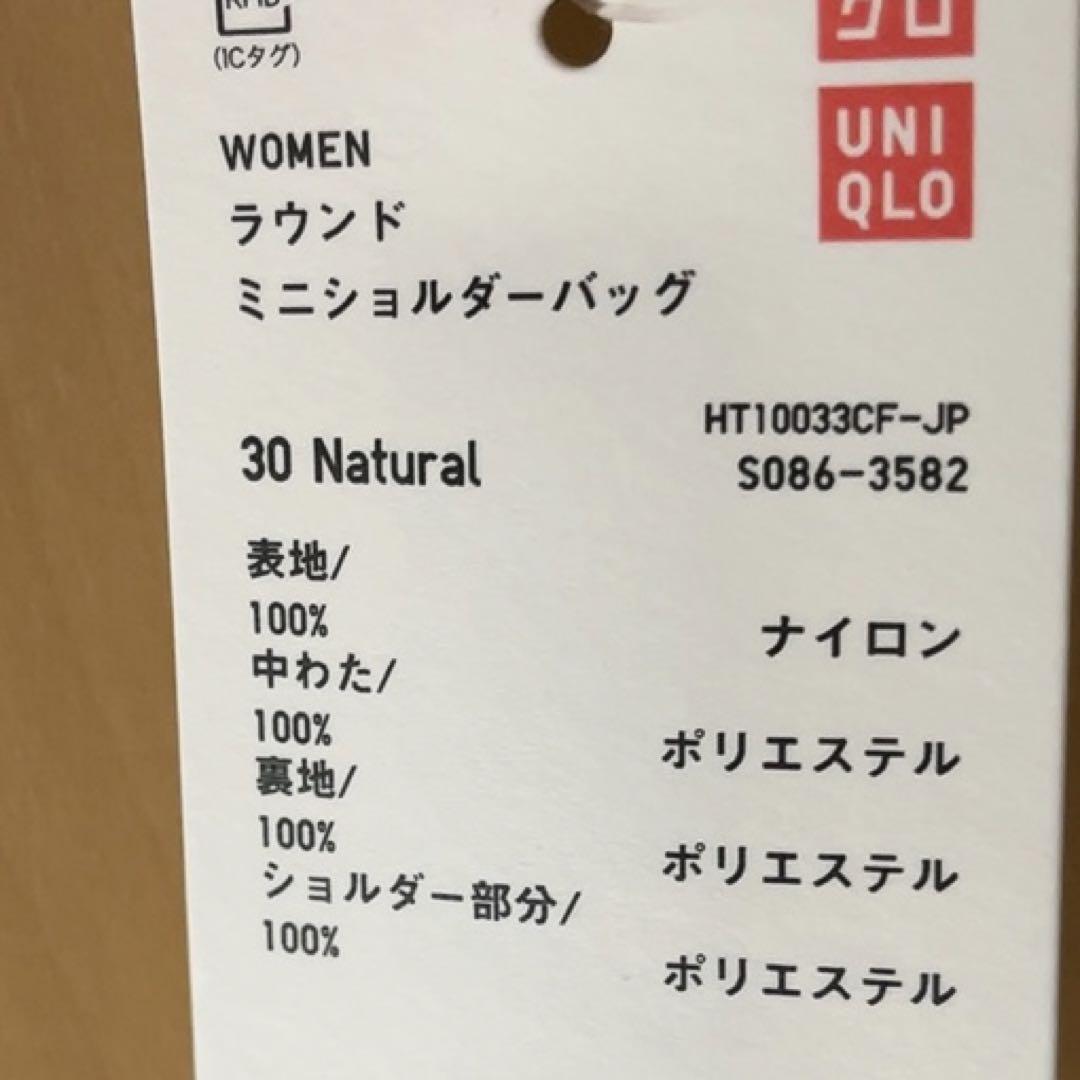 (ICタグ)
クロ
UNI
QLO
WOMEN
ラウンド
ミニショルダーバッグ
HT10033CF-JP
30 Natural
S086-3582
表地/
100% ナイロン
中わた/
100% ポリエステル
裏地/
100% ポリエステル
ショルダー部分/
100% ポリエステル